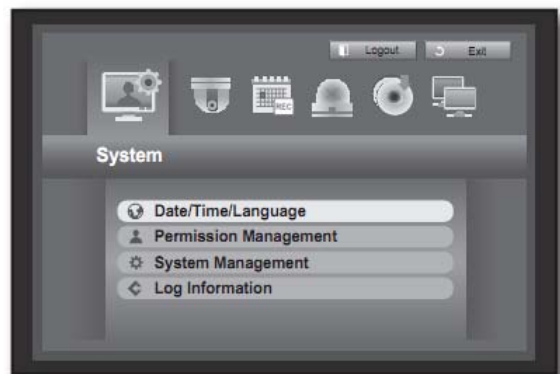 Logout Exit
REC
System
Date/Time/Language
Permission Management
System Management
Log Information